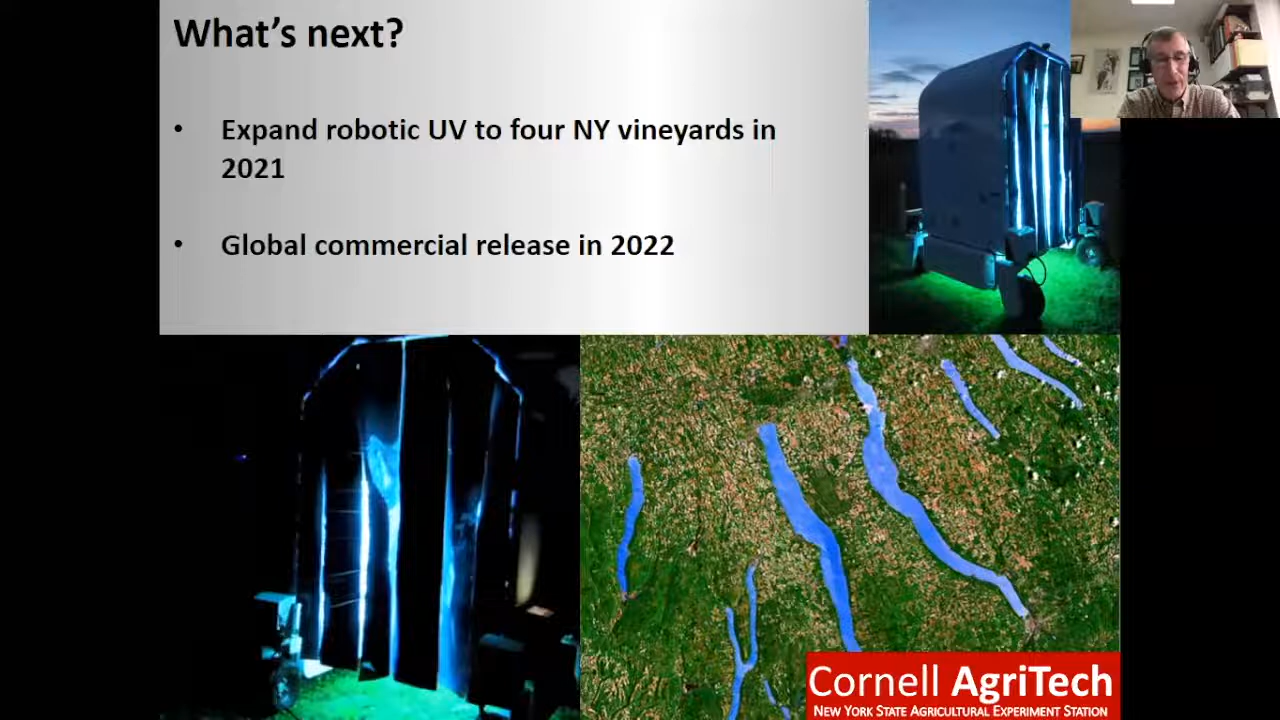 What's next?
• Expand robotic UV to four NY vineyards in
2021
• Global commercial release in 2022
Cornell AgriTech
NEW YORK STATE AGRICULTURAL EXPERIMENT STATION